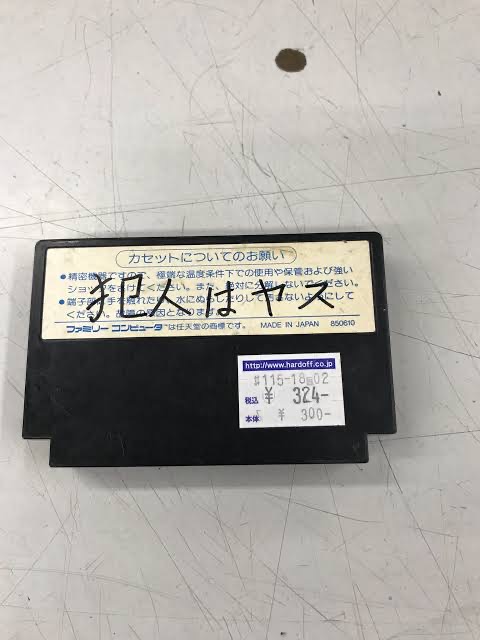 カセットについてのお願い
●精密機器ですので、極端な温度条件下での使用や保管および強い
ショックをさけてください。また、絶対に分解しないでください。
●端子部に手を触れたり、水にぬらしたりして汚さないようにして
ください。故障の原因となります。
犯人はヤス
ファミリーコンピュータ™は任天堂の商標です。 MADE IN JAPAN 850610
http://www.hardoff.co.jp
税込 ¥ 324-
本体 ¥ 300-